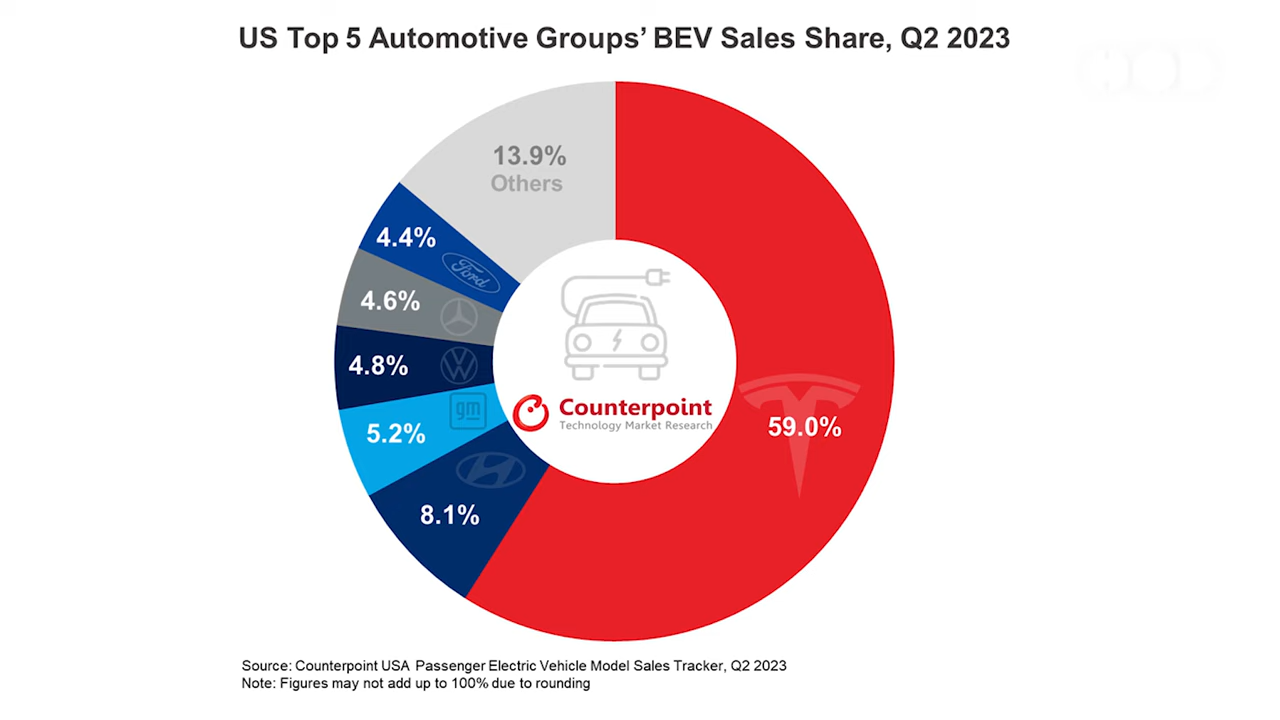 US Top 5 Automotive Groups' BEV Sales Share, Q2 2023
13.9%
Others
4.4%
Ford
4.6%
4.8%
gm
5.2%
8.1%
59.0%
Counterpoint
Technology Market Research
Source: Counterpoint USA Passenger Electric Vehicle Model Sales Tracker, Q2 2023
Note: Figures may not add up to 100% due to rounding